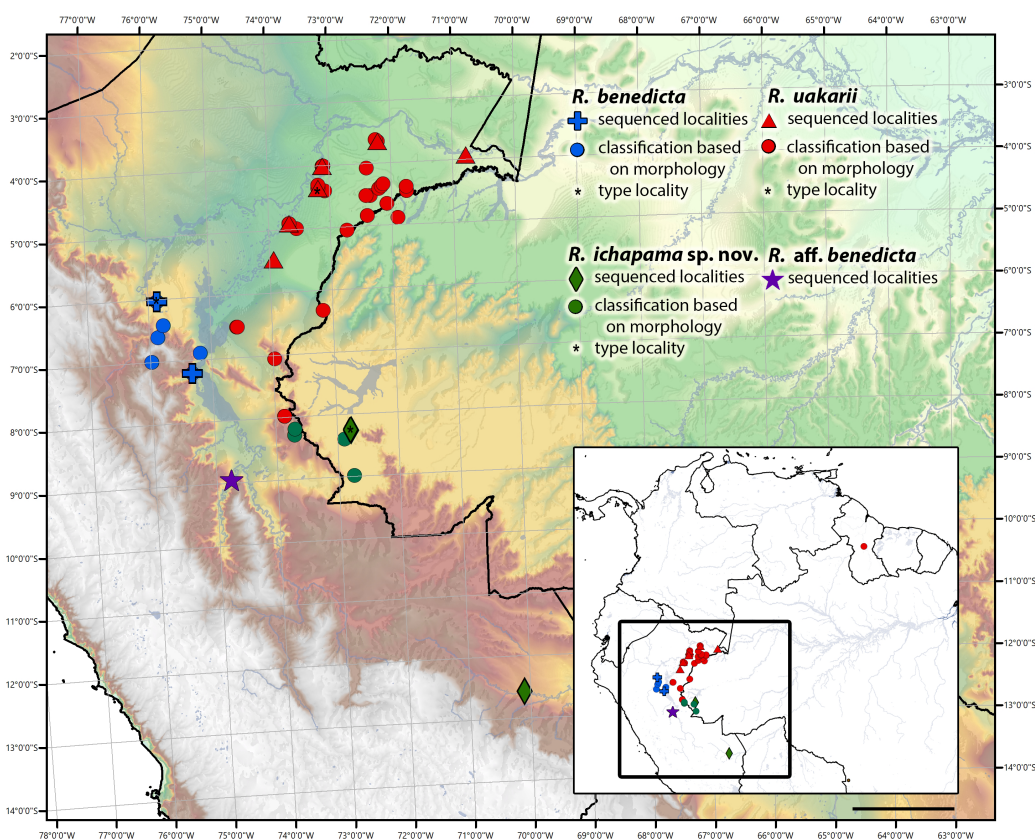 77°0'0"W 76°0'0"W 75°0'0"W 74°0'0"W 73°0'0"W 72°0'0"W 71°0'0"W 70°0'0"W 69°0'0"W 68°0'0"W 67°0'0"W 66°0'0"W 65°0'0"W 64°0'0"W 63°0'0"W
2°0'0"S
3°0'0"S
4°0'0"S
5°0'0"S
6°0'0"S
7°0'0"S
8°0'0"S
9°0'0"S
10°0'0"S
11°0'0"S
12°0'0"S
13°0'0"S
14°0'0"S
R. benedicta
sequenced localities
classification based
on morphology
* type locality
R. uakarii
sequenced localities
classification based
on morphology
* type locality
R. ichapama sp. nov.
sequenced localities
classification based
on morphology
* type locality
R. aff. benedicta
sequenced localities
3°0'0"S
4°0'0"S
5°0'0"S
6°0'0"S
7°0'0"S
8°0'0"S
9°0'0"S
10°0'0"S
11°0'0"S
12°0'0"S
13°0'0"S
14°0'0"S
78°0'0"W 77°0'0"W 76°0'0"W 75°0'0"W 74°0'0"W 73°0'0"W 72°0'0"W 71°0'0"W 70°0'0"W 69°0'0"W 68°0'0"W 67°0'0"W 66°0'0"W 65°0'0"W 64°0'0"W 63°0'0"W